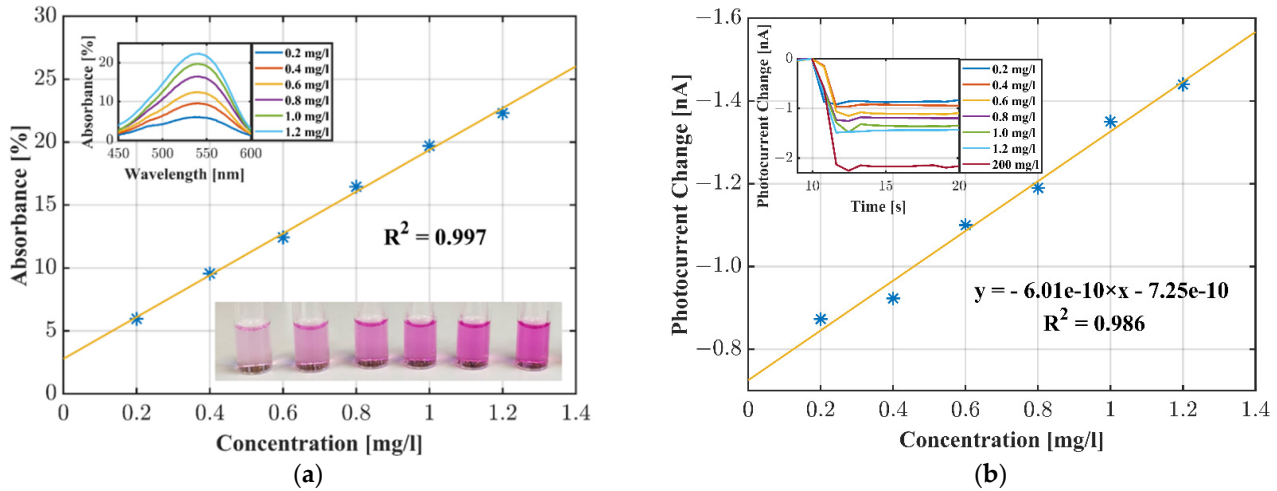 30
25
20
15
10
5
0
Absorbance [%]
0 0.2 0.4 0.6 0.8 1 1.2 1.4
Concentration [mg/l]
R² = 0.997
Absorbance [%]
20
10
0
450 500 550 600
Wavelength [nm]
0.2 mg/l
0.4 mg/l
0.6 mg/l
0.8 mg/l
1.0 mg/l
1.2 mg/l
(a)
−1.6
−1.4
−1.2
−1.0
−0.8
Photocurrent Change [nA]
0 0.2 0.4 0.6 0.8 1 1.2 1.4
Concentration [mg/l]
y = - 6.01e-10×x - 7.25e-10
R² = 0.986
Photocurrent Change [nA]
0
−1
−2
10 15 20
Time [s]
0.2 mg/l
0.4 mg/l
0.6 mg/l
0.8 mg/l
1.0 mg/l
1.2 mg/l
200 mg/l
(b)